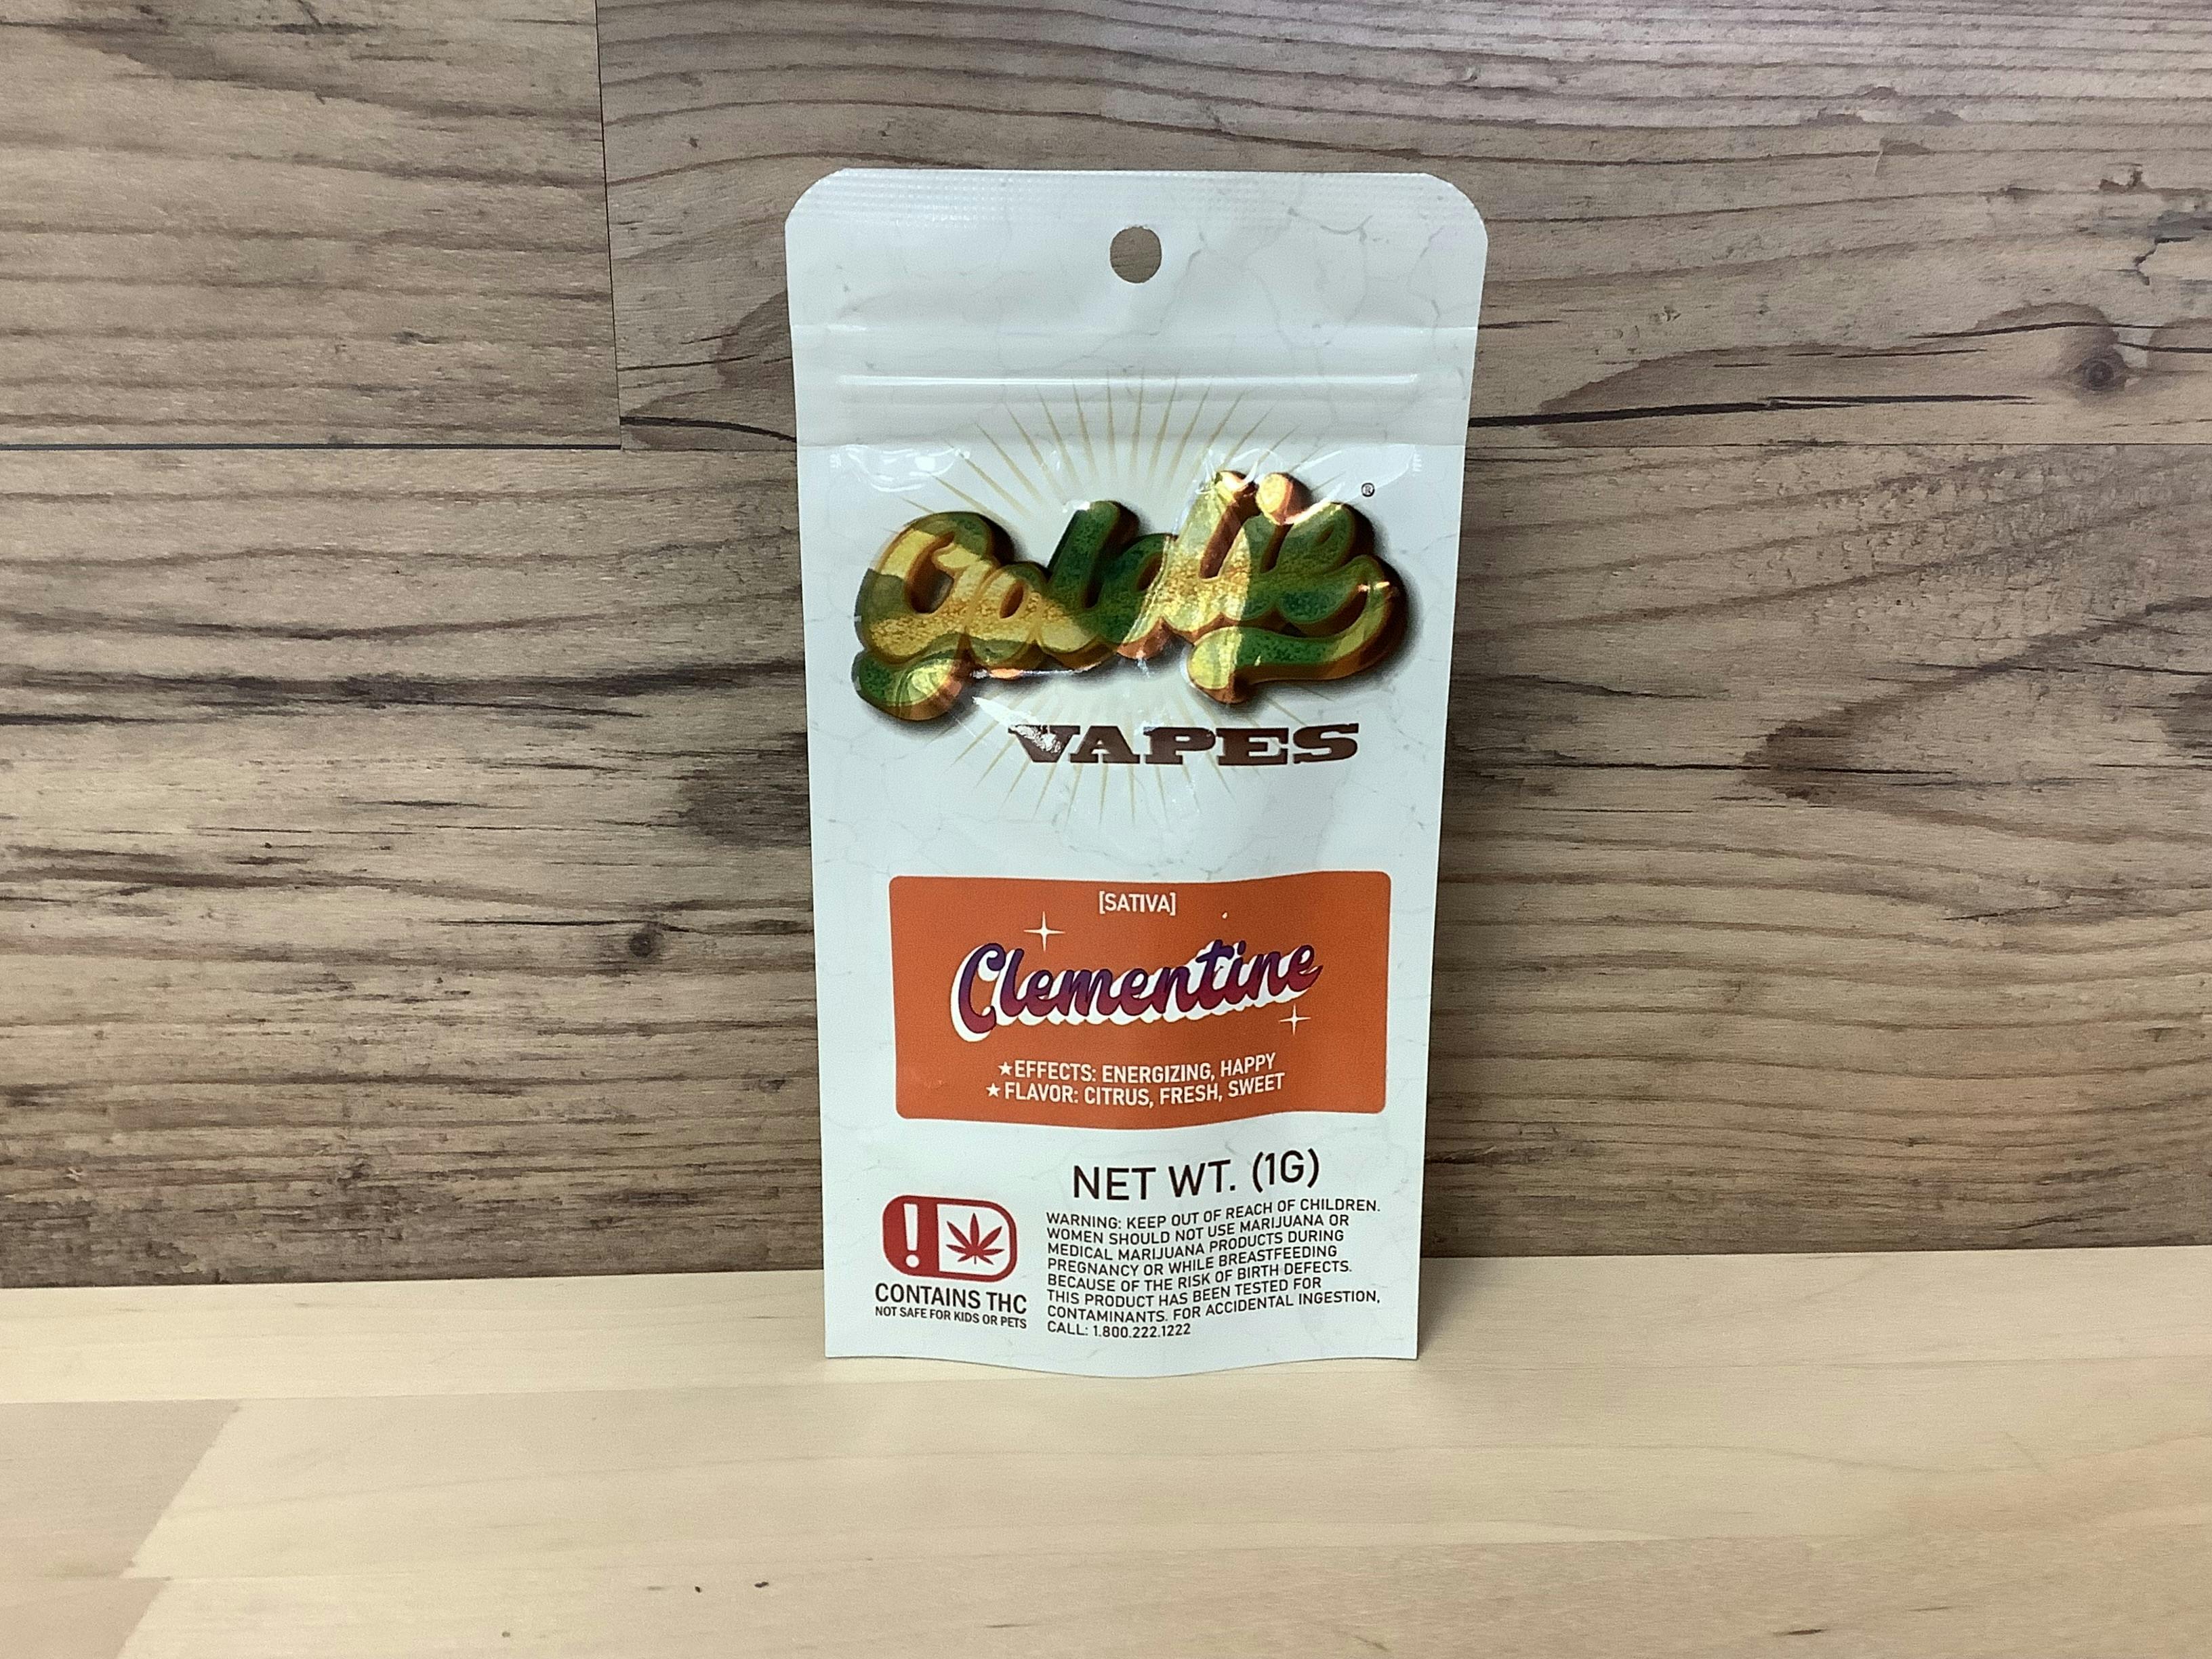 Goldie ®
VAPES
[SATIVA]
Clementine
★EFFECTS: ENERGIZING, HAPPY
★FLAVOR: CITRUS, FRESH, SWEET
NET WT. (1G)
WARNING: KEEP OUT OF REACH OF CHILDREN.
WOMEN SHOULD NOT USE MARIJUANA OR
MEDICAL MARIJUANA PRODUCTS DURING
PREGNANCY OR WHILE BREASTFEEDING
BECAUSE OF THE RISK OF BIRTH DEFECTS.
THIS PRODUCT HAS BEEN TESTED FOR
CONTAMINANTS. FOR ACCIDENTAL INGESTION,
CALL: 1.800.222.1222
CONTAINS THC
NOT SAFE FOR KIDS OR PETS